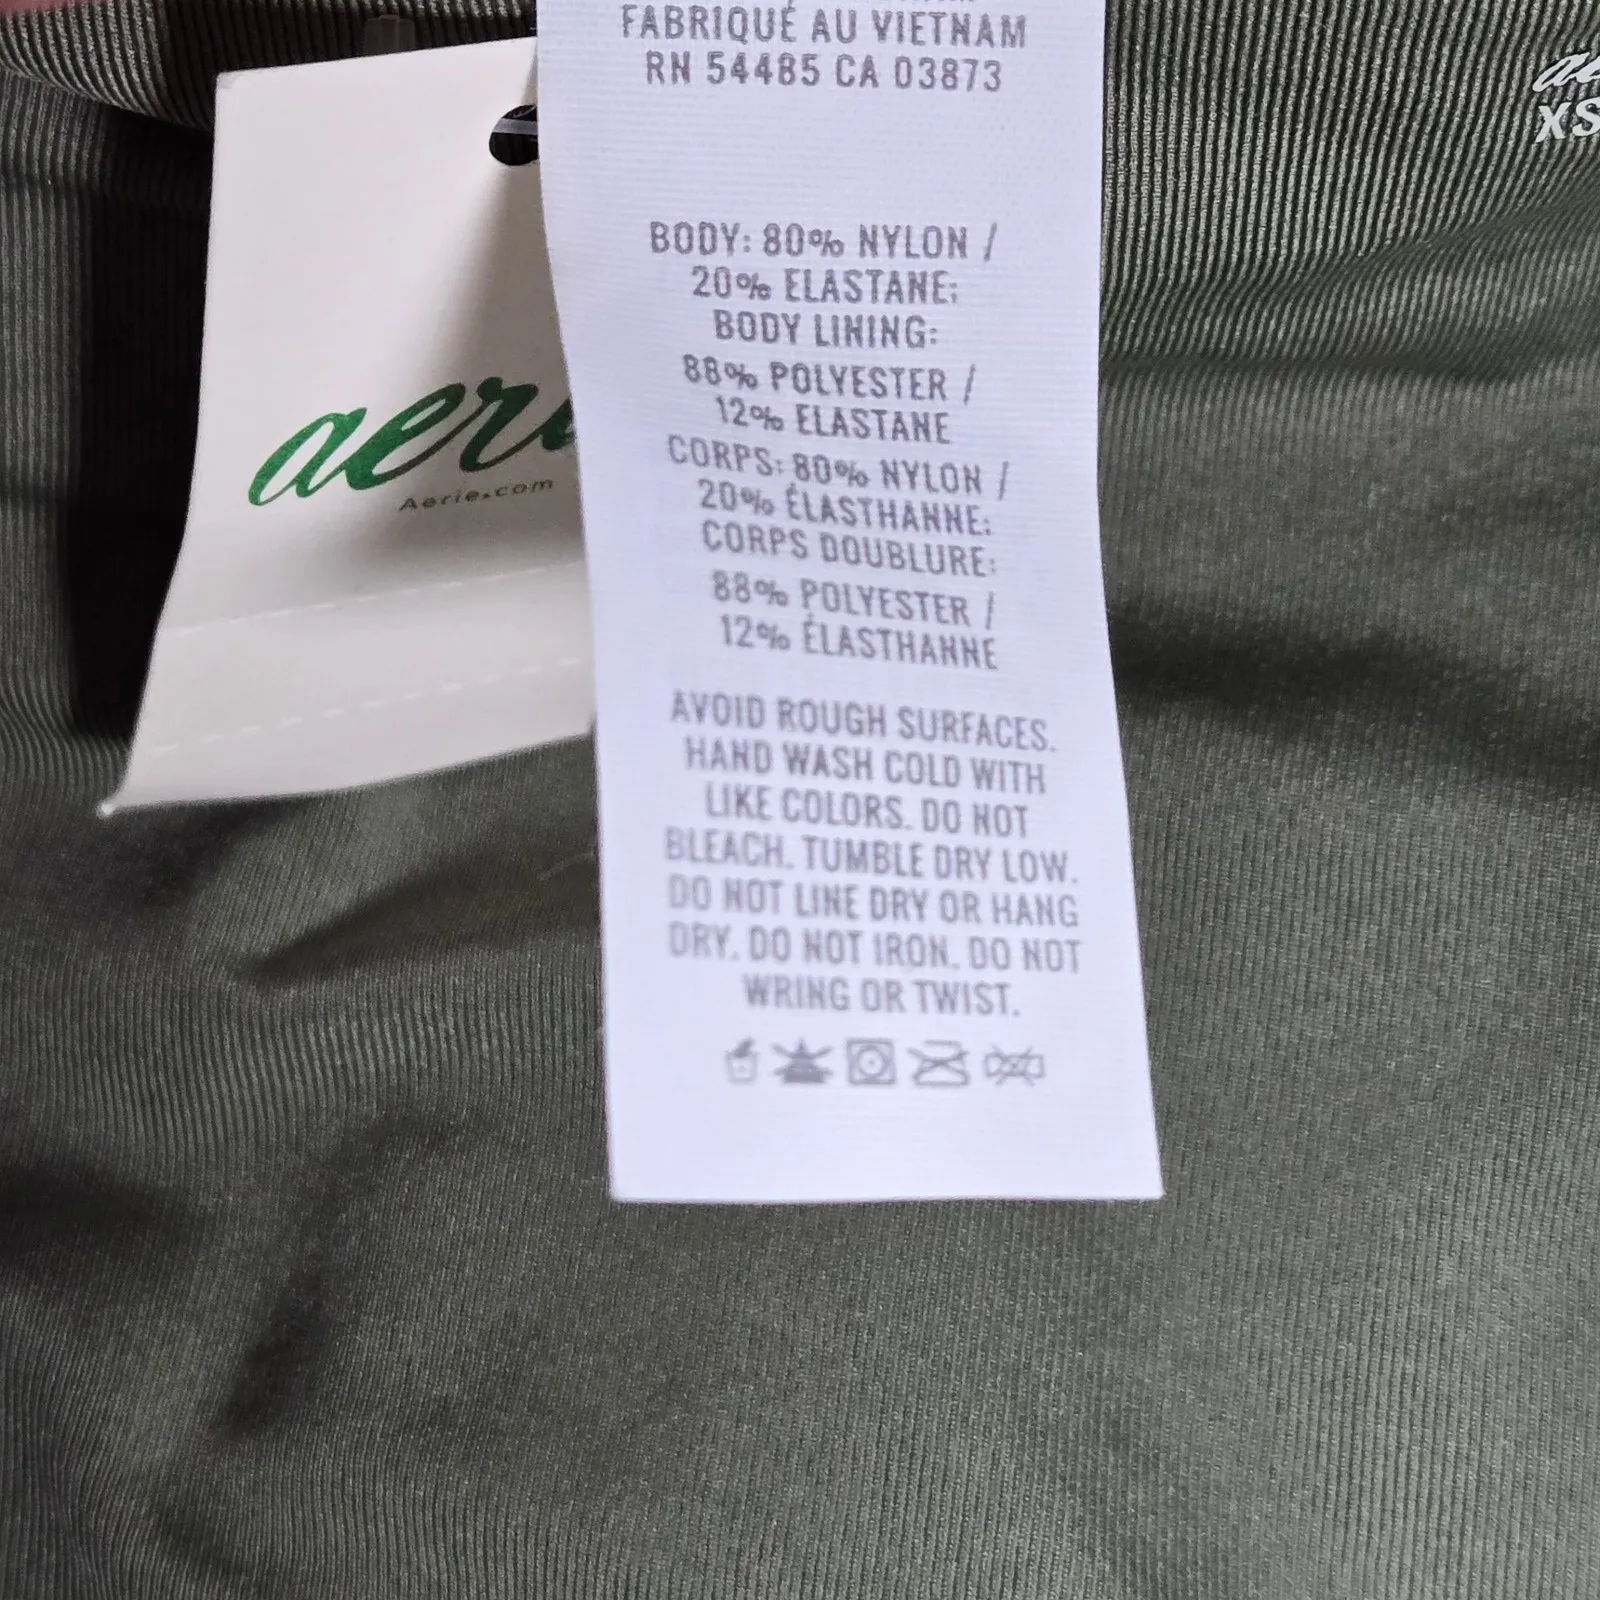 FABRIQUÉ AU VIETNAM
RN 54485 CA 03873
XS
BODY: 80% NYLON /
20% ELASTANE;
BODY LINING:
88% POLYESTER /
12% ELASTANE
CORPS: 80% NYLON /
20% ÉLASTHANNE;
CORPS DOUBLURE:
88% POLYESTER /
12% ÉLASTHANNE
AVOID ROUGH SURFACES.
HAND WASH COLD WITH
LIKE COLORS. DO NOT
BLEACH. TUMBLE DRY LOW.
DO NOT LINE DRY OR HANG
DRY. DO NOT IRON. DO NOT
WRING OR TWIST.
aeri
Aerie.com